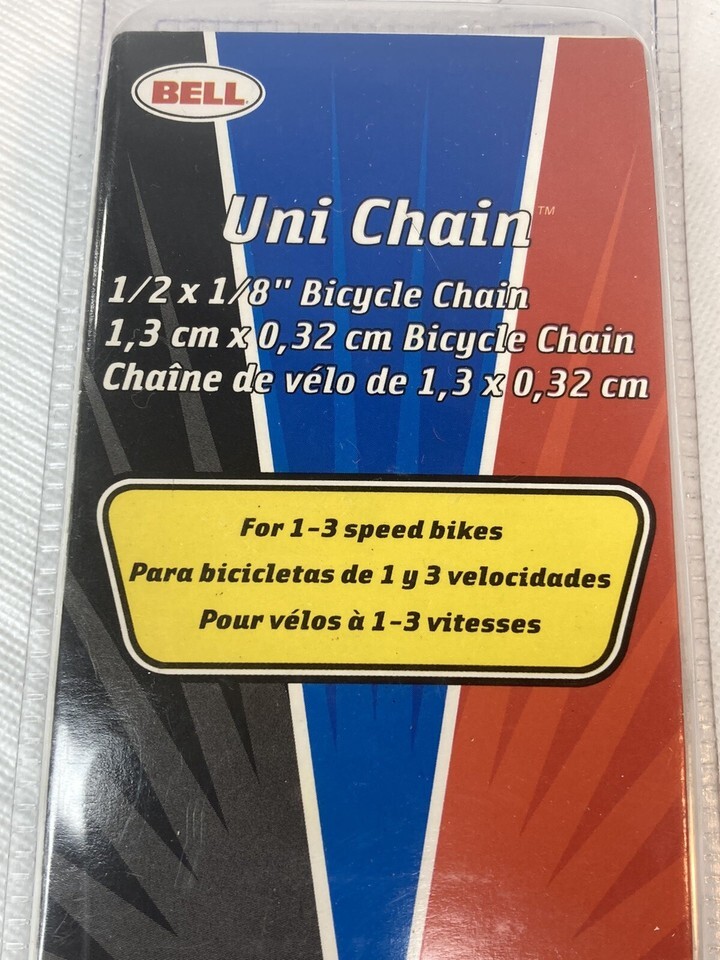 BELL
Uni Chain™
1/2 x 1/8" Bicycle Chain
1,3 cm x 0,32 cm Bicycle Chain
Chaîne de vélo de 1,3 x 0,32 cm
For 1-3 speed bikes
Para bicicletas de 1 y 3 velocidades
Pour vélos à 1-3 vitesses